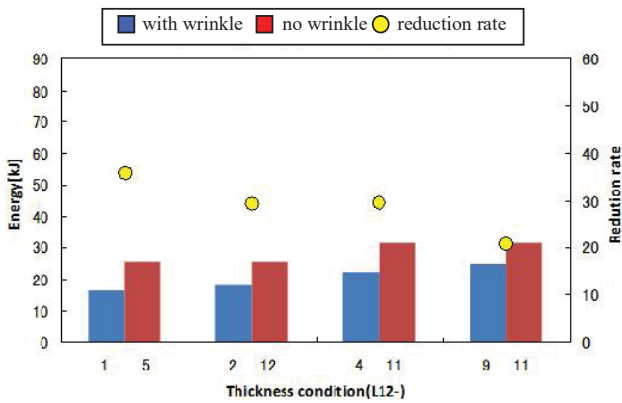 with wrinkle no wrinkle reduction rate
90 60
80 50
70
60 40
50
40 30
30 20
20
10 10
0 0
Energy[kJ]
Redution rate
1 5 2 12 4 11 9 11
Thickness condition(L12-)